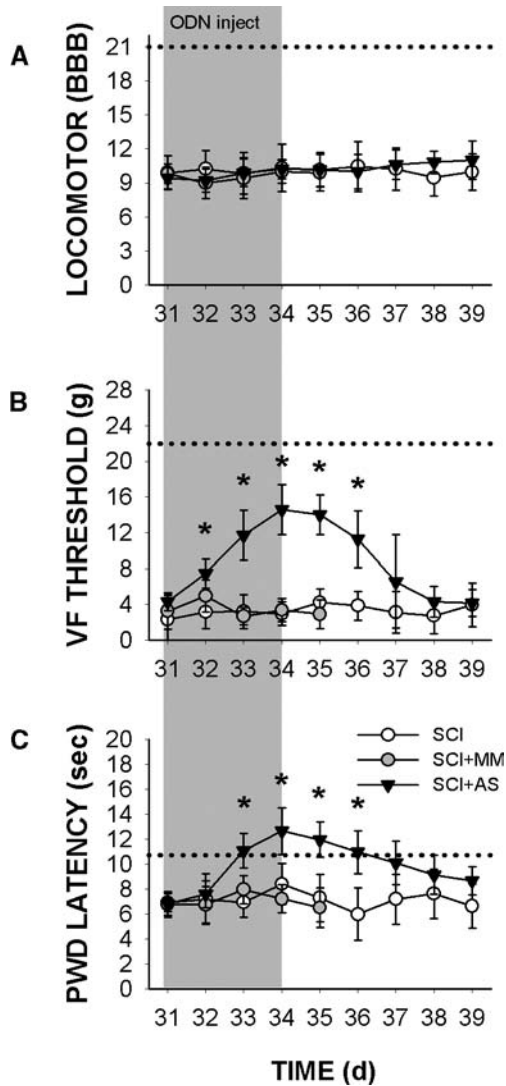 A
ODN inject
LOCOMOTOR (BBB)
21
18
15
12
9
6
3
0
31 32 33 34 35 36 37 38 39
B
VF THRESHOLD (g)
28
24
20
16
12
8
4
0
* * * * *
31 32 33 34 35 36 37 38 39
C
PWD LATENCY (sec)
20
18
16
14
12
10
8
6
4
2
0
SCI
SCI+MM
SCI+AS
* * * *
31 32 33 34 35 36 37 38 39
TIME (d)